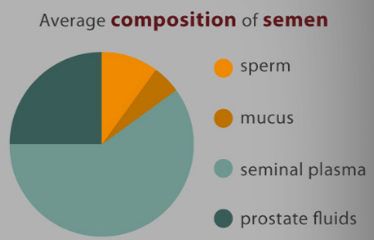 Average composition of semen
sperm
mucus
seminal plasma
prostate fluids